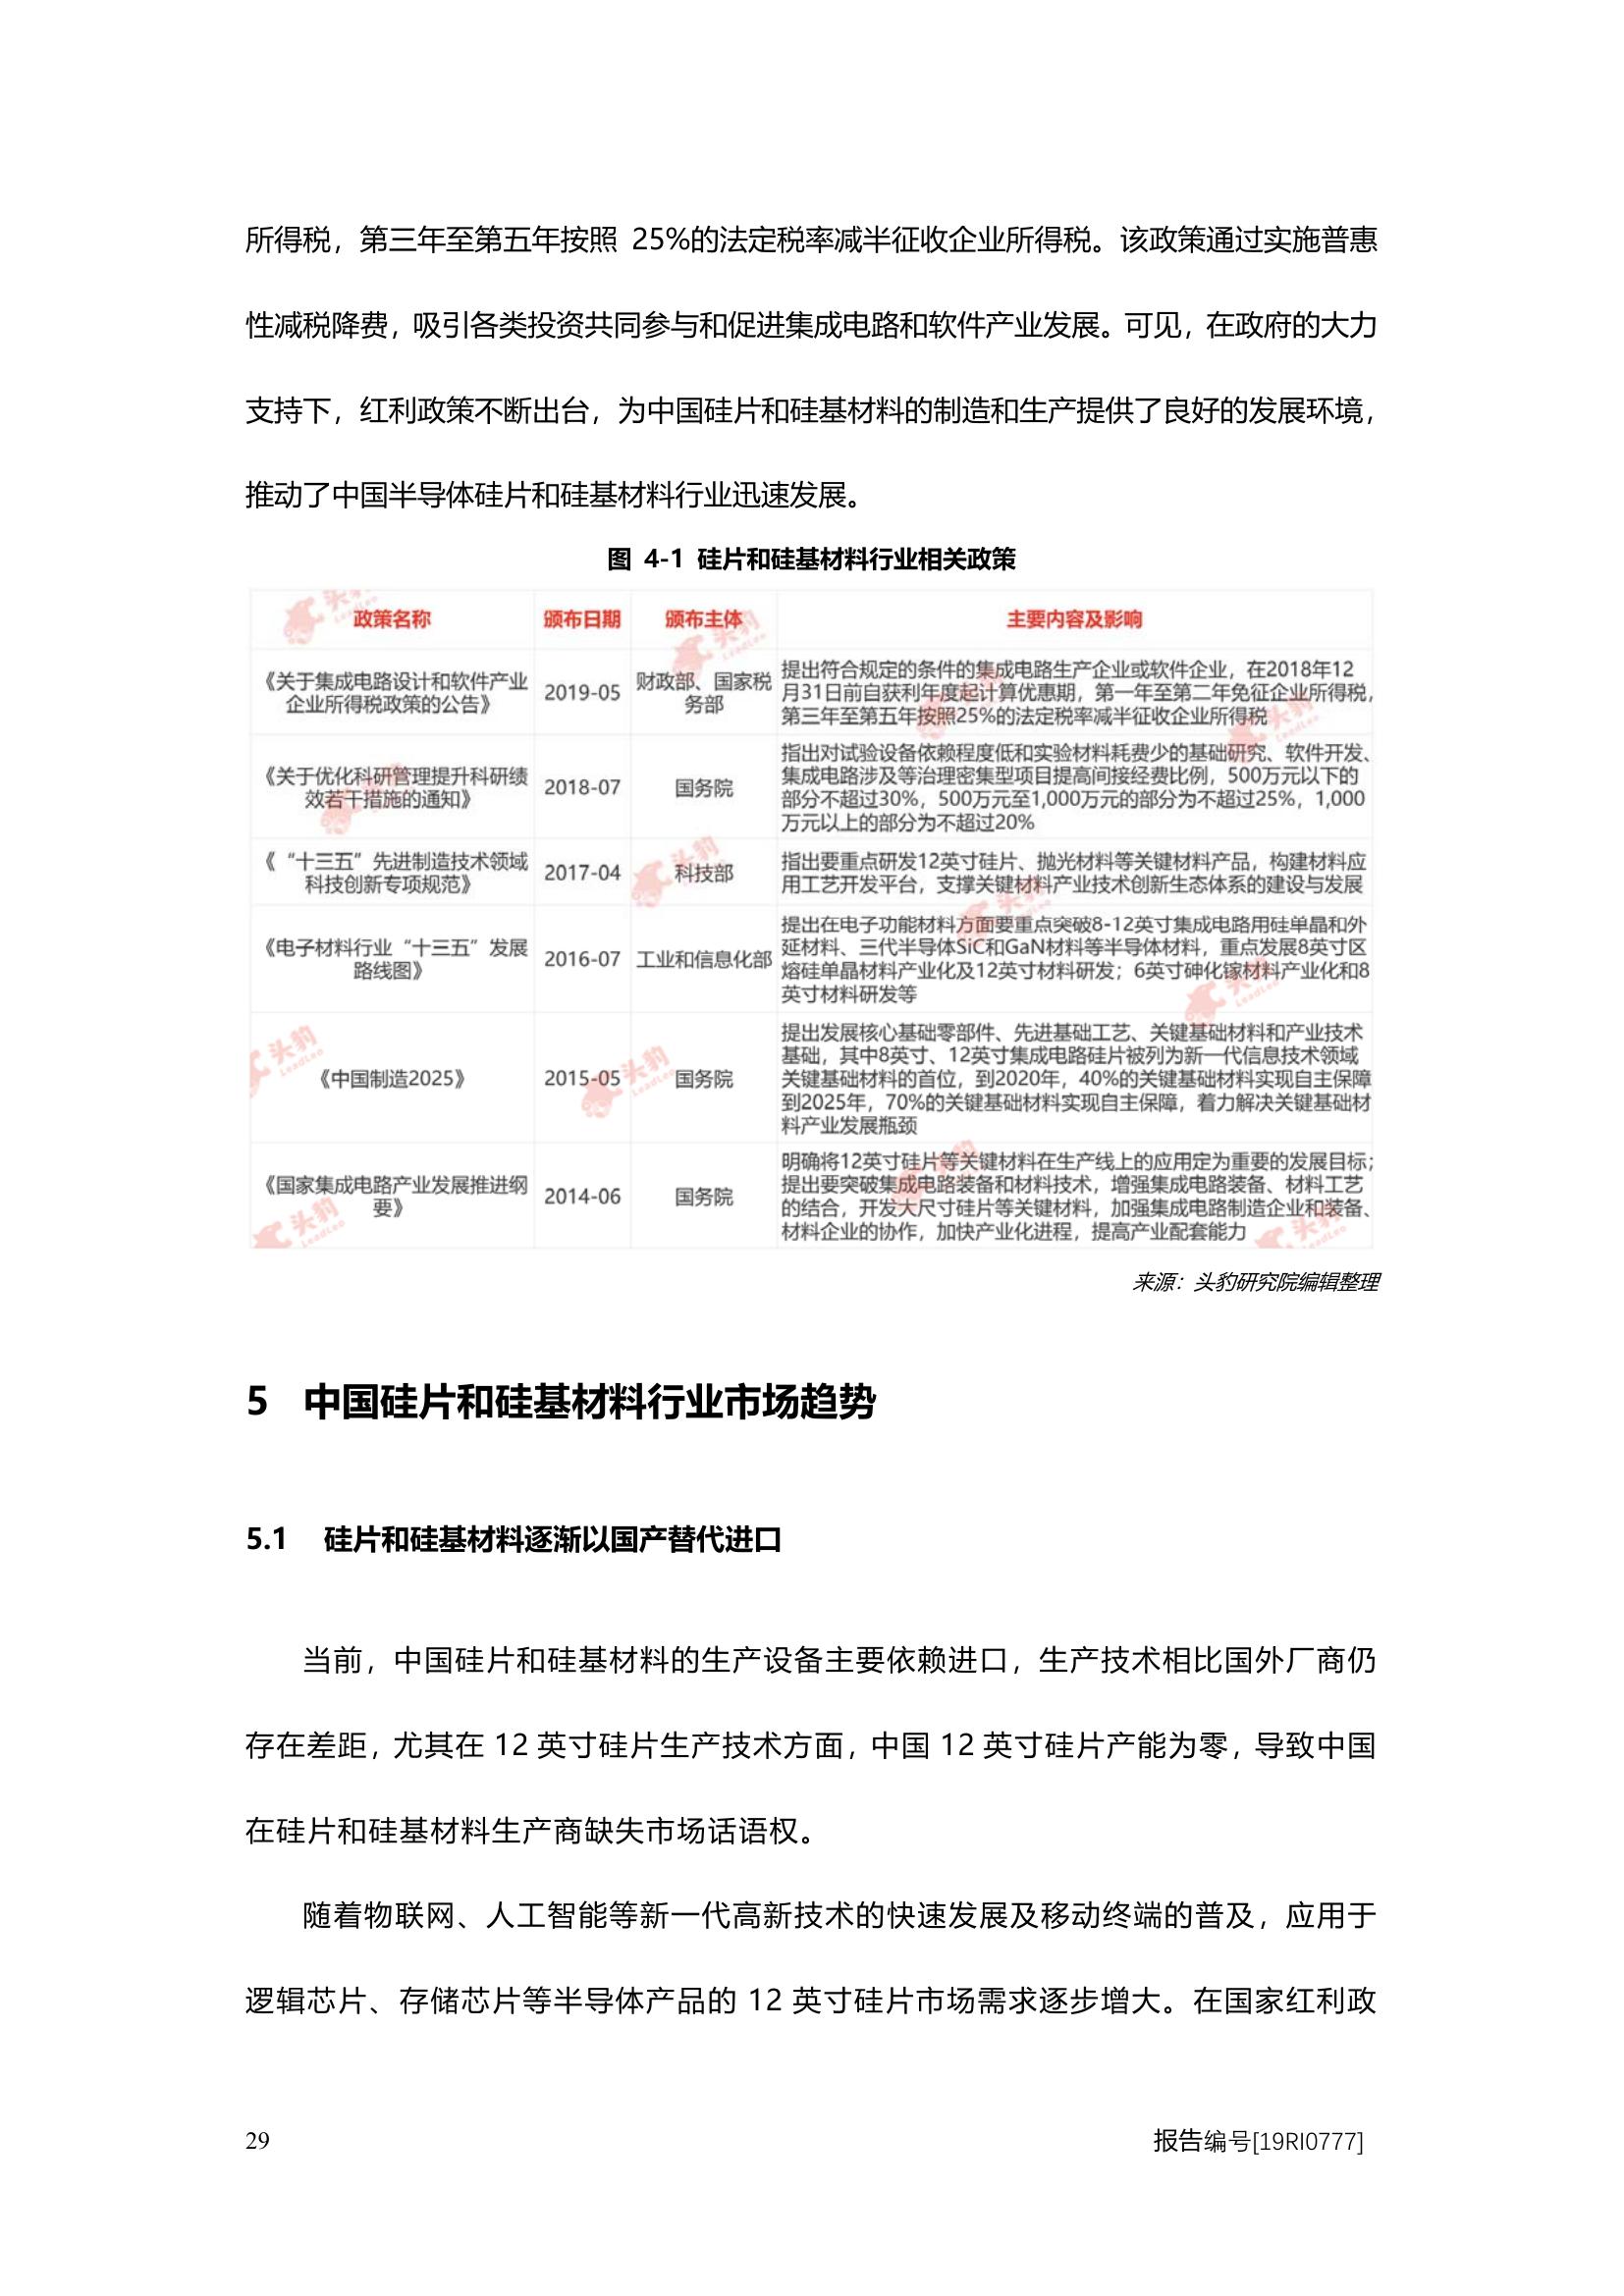 所得税，第三年至第五年按照 25%的法定税率减半征收企业所得税。该政策通过实施普惠
性减税降费，吸引各类投资共同参与和促进集成电路和软件产业发展。可见，在政府的大力
支持下，红利政策不断出台，为中国硅片和硅基材料的制造和生产提供了良好的发展环境，
推动了中国半导体硅片和硅基材料行业迅速发展。
图 4-1 硅片和硅基材料行业相关政策
政策名称 颁布日期 颁布主体 主要内容及影响
《关于集成电路设计和软件产业
企业所得税政策的公告》
2019-05
财政部、国家税
务部
提出符合规定的条件的集成电路生产企业或软件企业，在2018年12
月31日前自获利年度起计算优惠期，第一年至第二年免征企业所得税，
第三年至第五年按照25%的法定税率减半征收企业所得税
《关于优化科研管理提升科研绩
效若干措施的通知》
2018-07
国务院
指出对试验设备依赖程度低和实验材料耗费少的基础研究、软件开发、
集成电路涉及等治理密集型项目提高间接经费比例，500万元以下的
部分不超过30%，500万元至1,000万元的部分为不超过25%，1,000
万元以上的部分为不超过20%
《“十三五”先进制造技术领域
科技创新专项规范》
2017-04
科技部
指出要重点研发12英寸硅片、抛光材料等关键材料产品，构建材料应
用工艺开发平台，支撑关键材料产业技术创新生态体系的建设与发展
《电子材料行业“十三五”发展
路线图》
2016-07
工业和信息化部
提出在电子功能材料方面要重点突破8-12英寸集成电路用硅单晶和外
延材料、三代半导体SiC和GaN材料等半导体材料，重点发展8英寸区
熔硅单晶材料产业化及12英寸材料研发；6英寸砷化镓材料产业化和8
英寸材料研发等
《中国制造2025》
2015-05
国务院
提出发展核心基础零部件、先进基础工艺、关键基础材料和产业技术
基础，其中8英寸、12英寸集成电路硅片被列为新一代信息技术领域
关键基础材料的首位，到2020年，40%的关键基础材料实现自主保障
到2025年，70%的关键基础材料实现自主保障，着力解决关键基础材
料产业发展瓶颈
《国家集成电路产业发展推进纲
要》
2014-06
国务院
明确将12英寸硅片等关键材料在生产线上的应用定为重要的发展目标；
提出要突破集成电路装备和材料技术，增强集成电路装备、材料工艺
的结合，开发大尺寸硅片等关键材料，加强集成电路制造企业和装备、
材料企业的协作，加快产业化进程，提高产业配套能力
来源：头豹研究院编辑整理
5 中国硅片和硅基材料行业市场趋势
5.1 硅片和硅基材料逐渐以国产替代进口
当前，中国硅片和硅基材料的生产设备主要依赖进口，生产技术相比国外厂商仍
存在差距，尤其在 12 英寸硅片生产技术方面，中国 12 英寸硅片产能为零，导致中国
在硅片和硅基材料生产商缺失市场话语权。
随着物联网、人工智能等新一代高新技术的快速发展及移动终端的普及，应用于
逻辑芯片、存储芯片等半导体产品的 12 英寸硅片市场需求逐步增大。在国家红利政
29
报告编号[19RI0777]